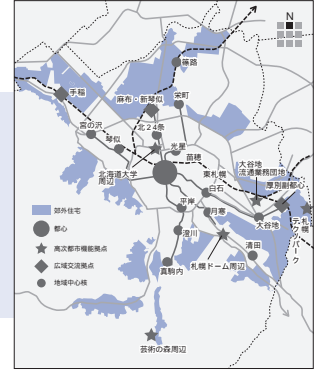 N
篠路
手稲
栄町
麻布・新琴似
宮の沢
北24条
琴似
光星
苗穂
北海道大学
周辺
東札幌
大谷地
流通業務団地
厚別副都心
白石
平岸
月寒
札幌
テクノパーク
大谷地
澄川
清田
真駒内
札幌ドーム周辺
芸術の森周辺
郊外住宅
都心
高次都市機能拠点
広域交流拠点
地域中心核